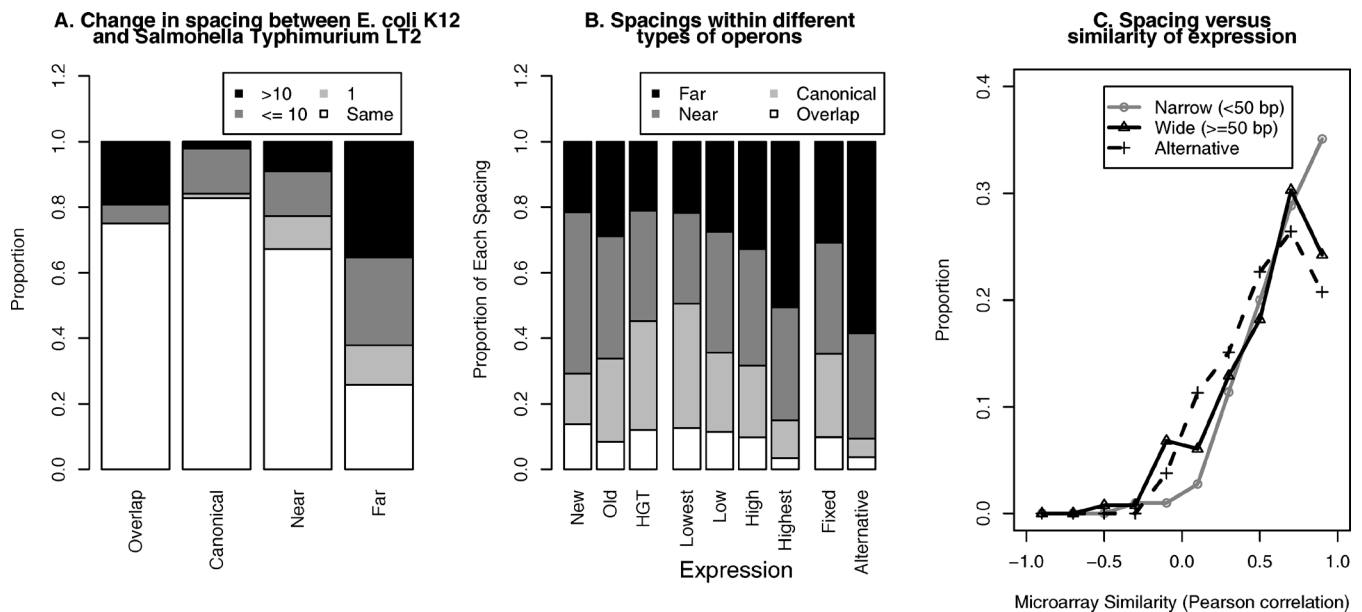 A. Change in spacing between E. coli K12
and Salmonella Typhimurium LT2
>10
1
<= 10
Same
Proportion
0.0
0.2
0.4
0.6
0.8
1.0
1.2
Overlap
Canonical
Near
Far
B. Spacings within different
types of operons
Far
Canonical
Near
Overlap
Proportion of Each Spacing
0.0
0.2
0.4
0.6
0.8
1.0
1.2
New
Old
HGT
Lowest
Low
High
Highest
Fixed
Alternative
Expression
C. Spacing versus
similarity of expression
Narrow (<50 bp)
Wide (>=50 bp)
Alternative
Proportion
0.0
0.1
0.2
0.3
0.4
−1.0
−0.5
0.0
0.5
1.0
Microarray Similarity (Pearson correlation)